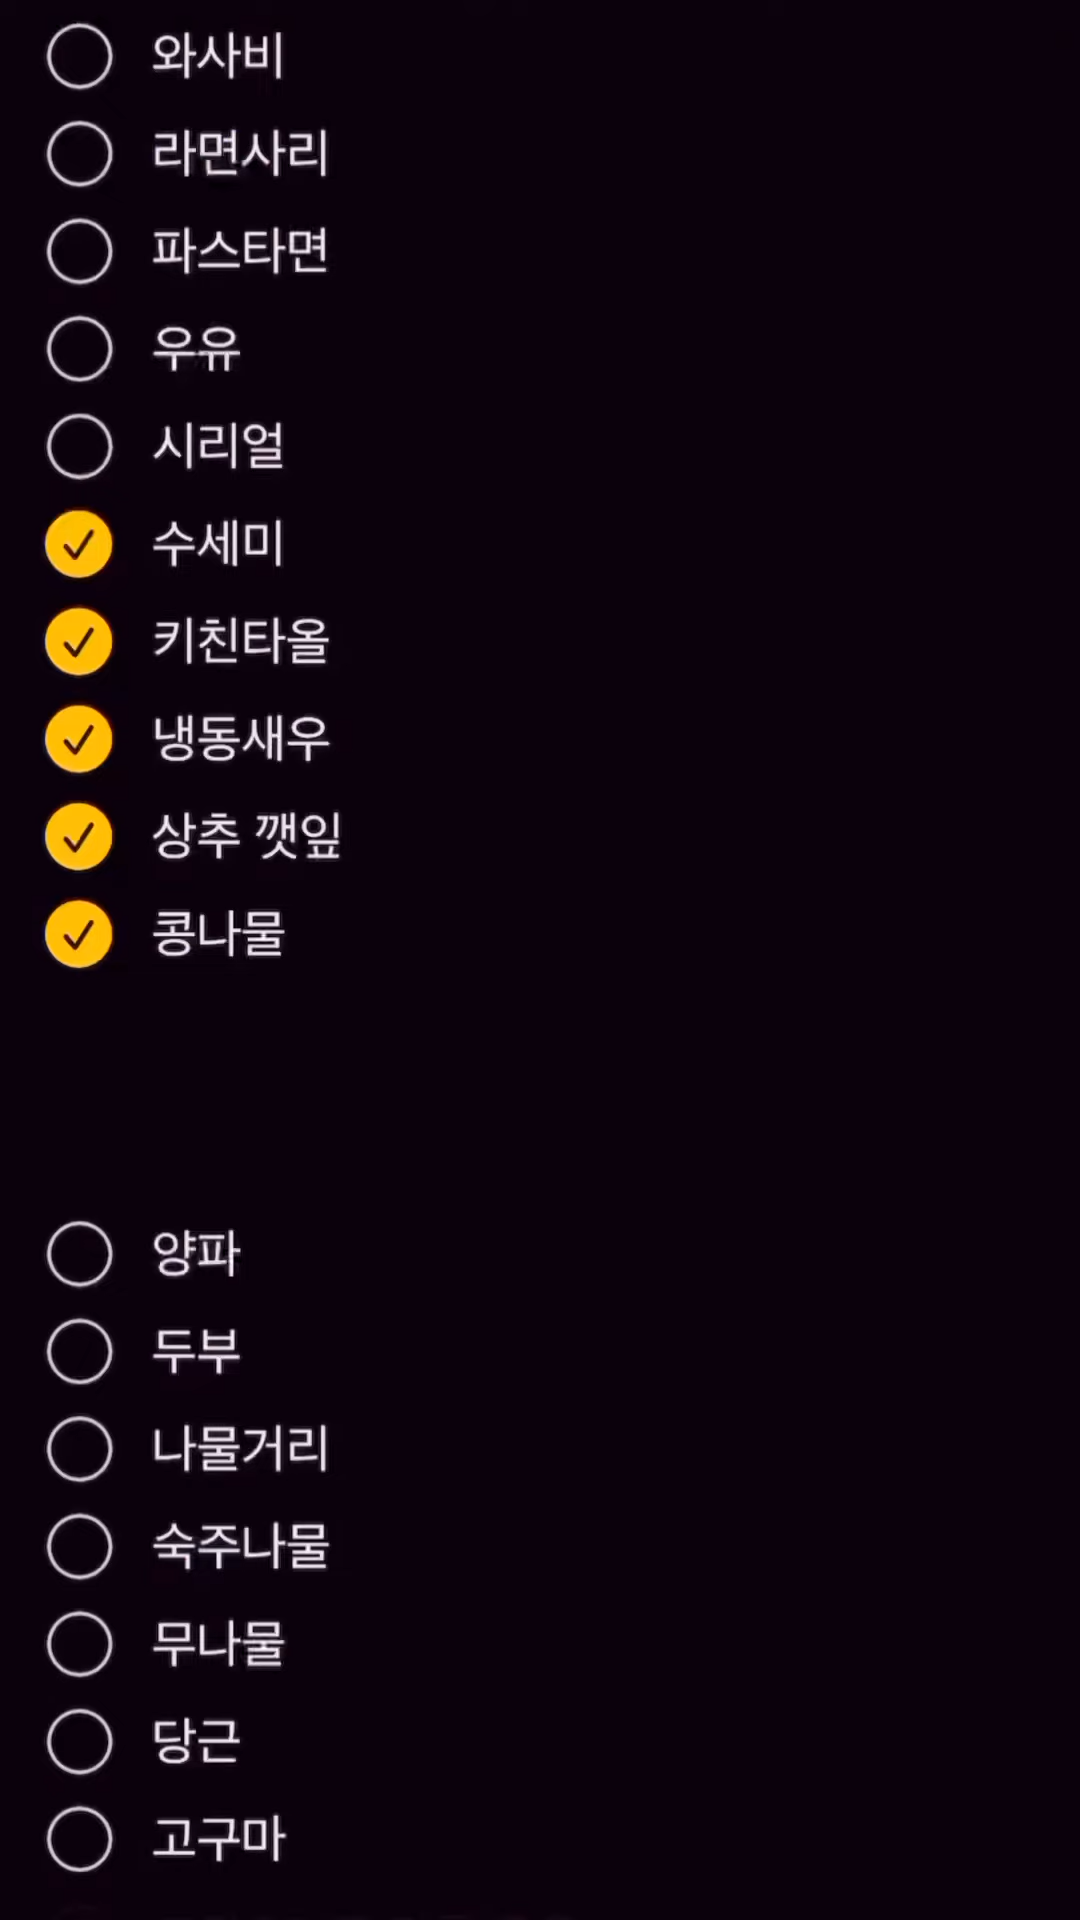 와사비
라면사리
파스타면
우유
시리얼
수세미
키친타올
냉동새우
상추 깻잎
콩나물
양파
두부
나물거리
숙주나물
무나물
당근
고구마